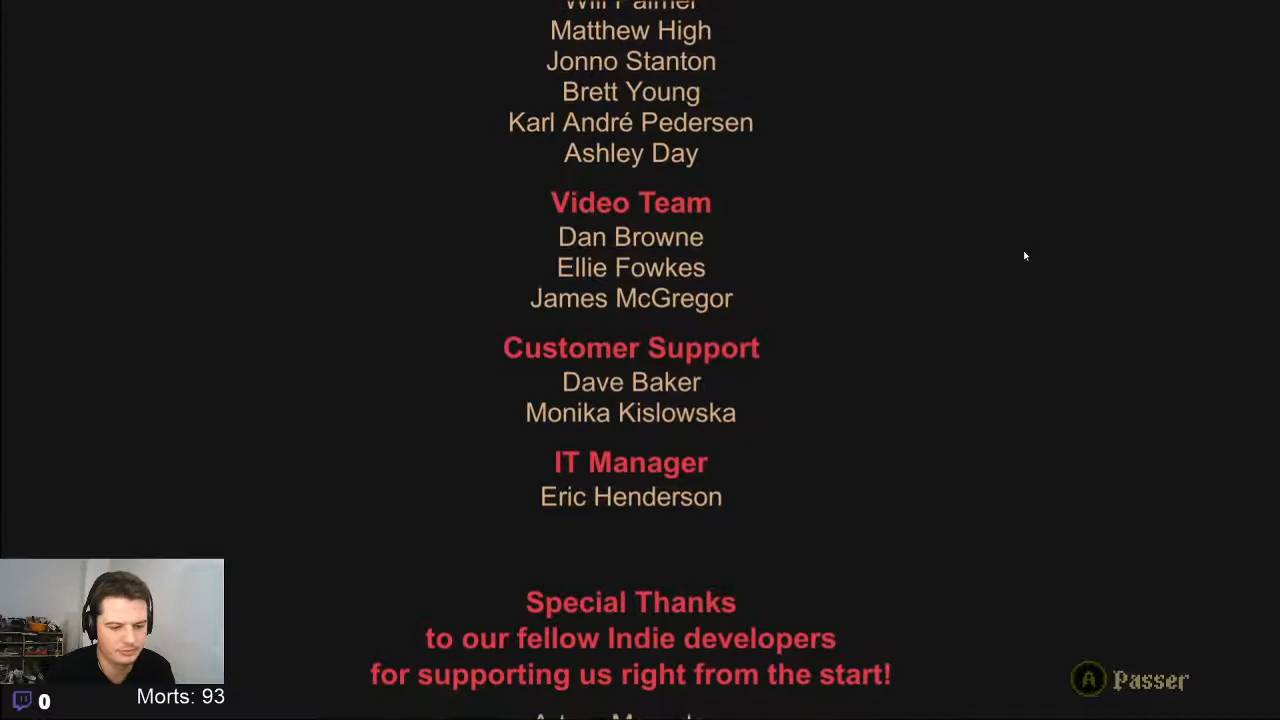 Will Palmer
Matthew High
Jonno Stanton
Brett Young
Karl André Pedersen
Ashley Day
Video Team
Dan Browne
Ellie Fowkes
James McGregor
Customer Support
Dave Baker
Monika Kislowska
IT Manager
Eric Henderson
Special Thanks
to our fellow Indie developers
for supporting us right from the start!
A Passer
Morts: 93
0